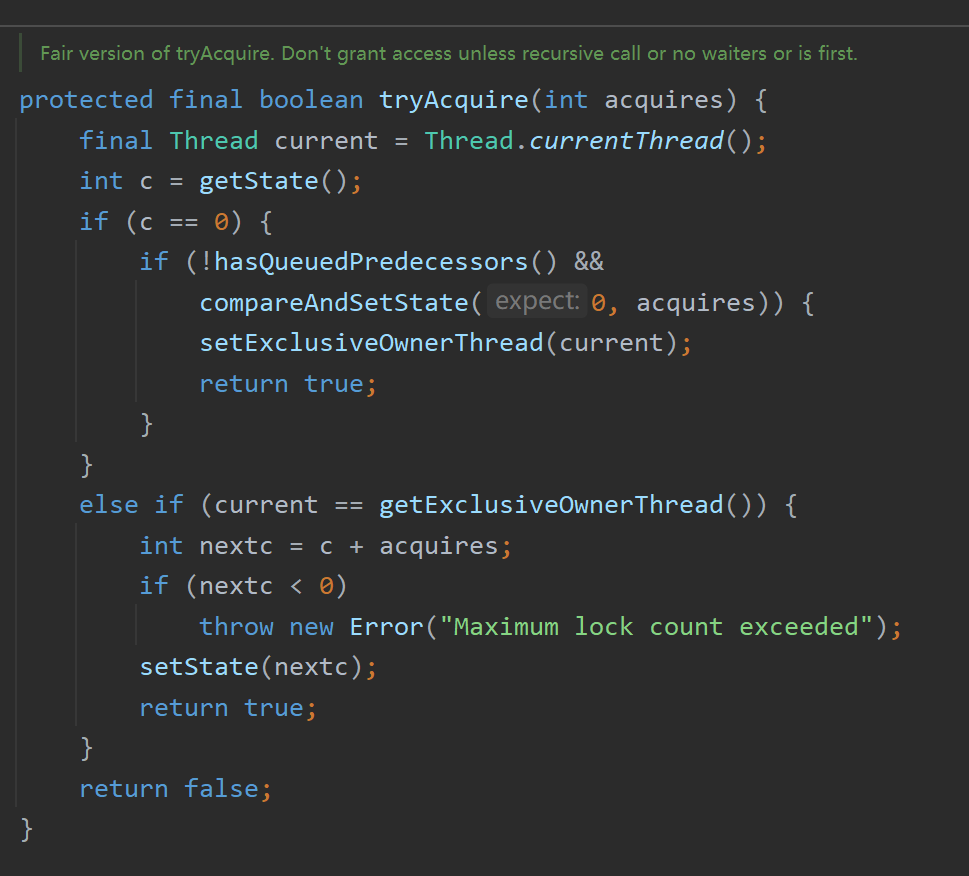 Fair version of tryAcquire. Don't grant access unless recursive call or no waiters or is first.
protected final boolean tryAcquire(int acquires) {
    final Thread current = Thread.currentThread();
    int c = getState();
    if (c == 0) {
        if (!hasQueuedPredecessors() &&
            compareAndSetState( expect: 0, acquires)) {
            setExclusiveOwnerThread(current);
            return true;
        }
    }
    else if (current == getExclusiveOwnerThread()) {
        int nextc = c + acquires;
        if (nextc < 0)
            throw new Error("Maximum lock count exceeded");
        setState(nextc);
        return true;
    }
    return false;
}